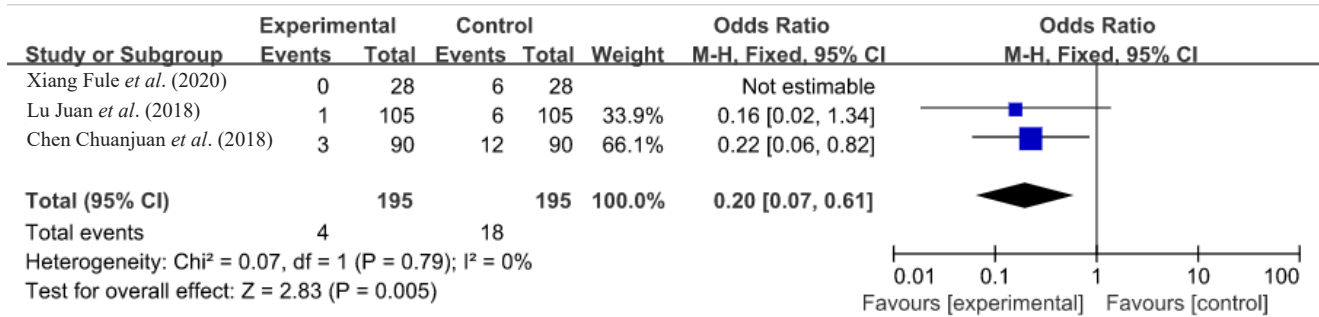 Experimental Control Odds Ratio Odds Ratio
Study or Subgroup Events Total Events Total Weight M-H, Fixed, 95% CI M-H, Fixed, 95% CI
Xiang Fule et al. (2020) 0 28 6 28 Not estimable
Lu Juan et al. (2018) 1 105 6 105 33.9% 0.16 [0.02, 1.34]
Chen Chuanjuan et al. (2018) 3 90 12 90 66.1% 0.22 [0.06, 0.82]
Total (95% CI) 195 195 100.0% 0.20 [0.07, 0.61]
Total events 4 18
Heterogeneity: Chi² = 0.07, df = 1 (P = 0.79); I² = 0%
Test for overall effect: Z = 2.83 (P = 0.005)
0.01 0.1 1 10 100
Favours [experimental] Favours [control]